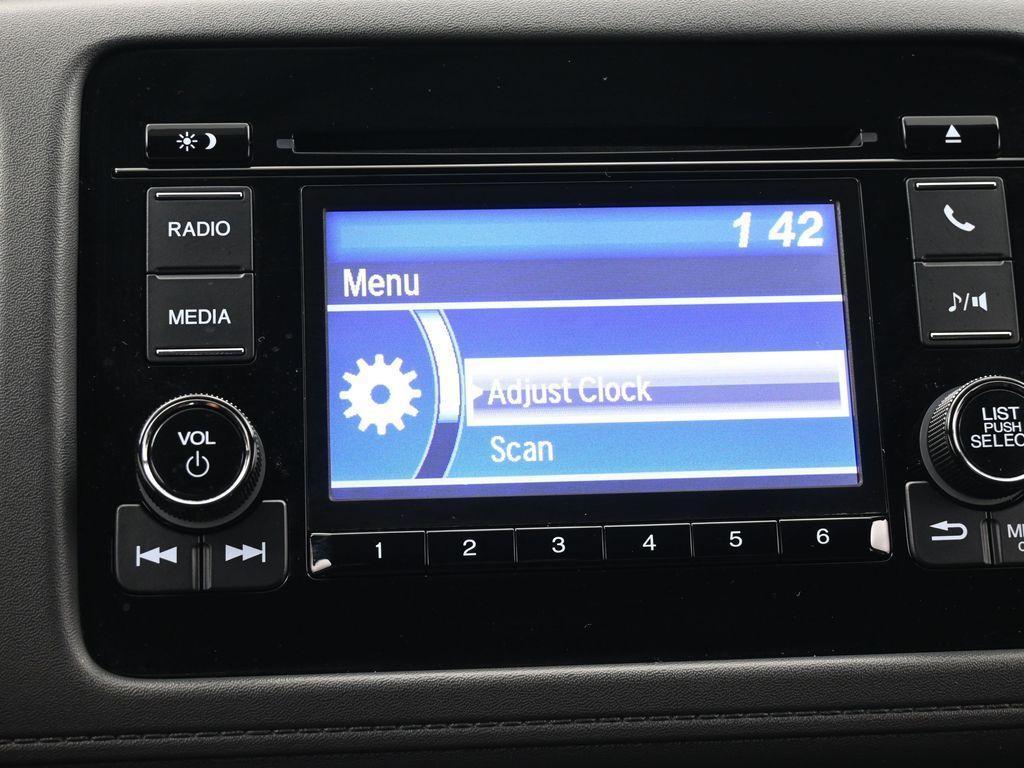 RADIO
MEDIA
VOL
1 42
Menu
Adjust Clock
Scan
1 2 3 4 5 6
LIST
PUSH